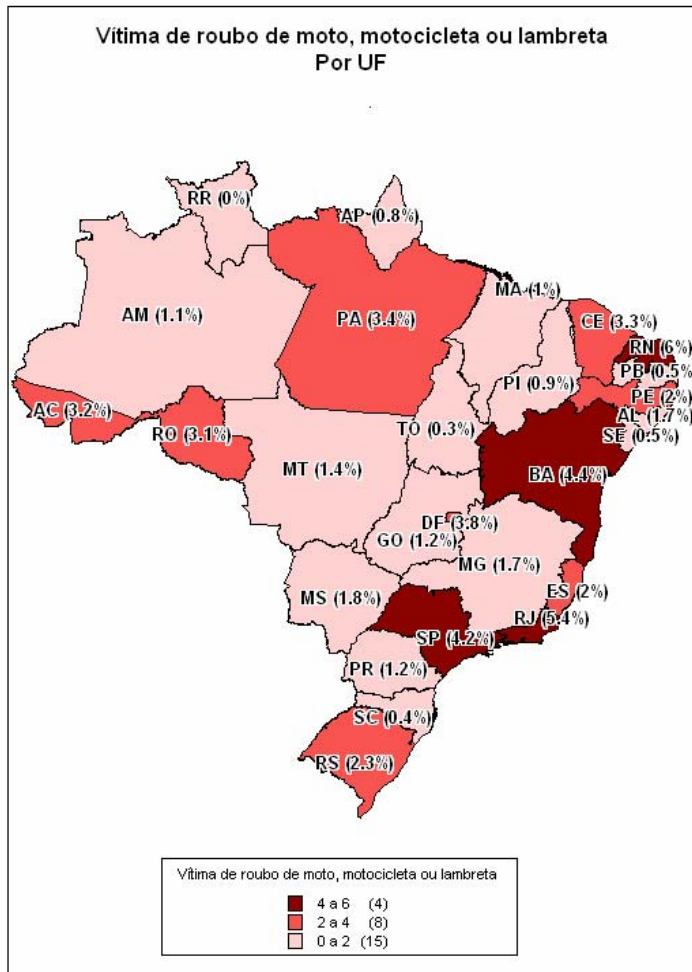 Vítima de roubo de moto, motocicleta ou lambreta
Por UF
RR (0%)
AP (0.8%)
MA (1%)
AM (1.1%)
PA (3.4%)
CE (3.3%)
RN (6%)
PB (0.5%)
PI (0.9%)
PE (2%)
AC (3.2%)
AL (1.7%)
RO (3.1%)
TO (0.3%)
SE (0.5%)
MT (1.4%)
BA (4.4%)
DF (3.8%)
GO (1.2%)
MG (1.7%)
MS (1.8%)
ES (2%)
RJ (5.4%)
SP (4.2%)
PR (1.2%)
SC (0.4%)
RS (2.3%)
Vítima de roubo de moto, motocicleta ou lambreta
4 a 6 (4)
2 a 4 (8)
0 a 2 (15)